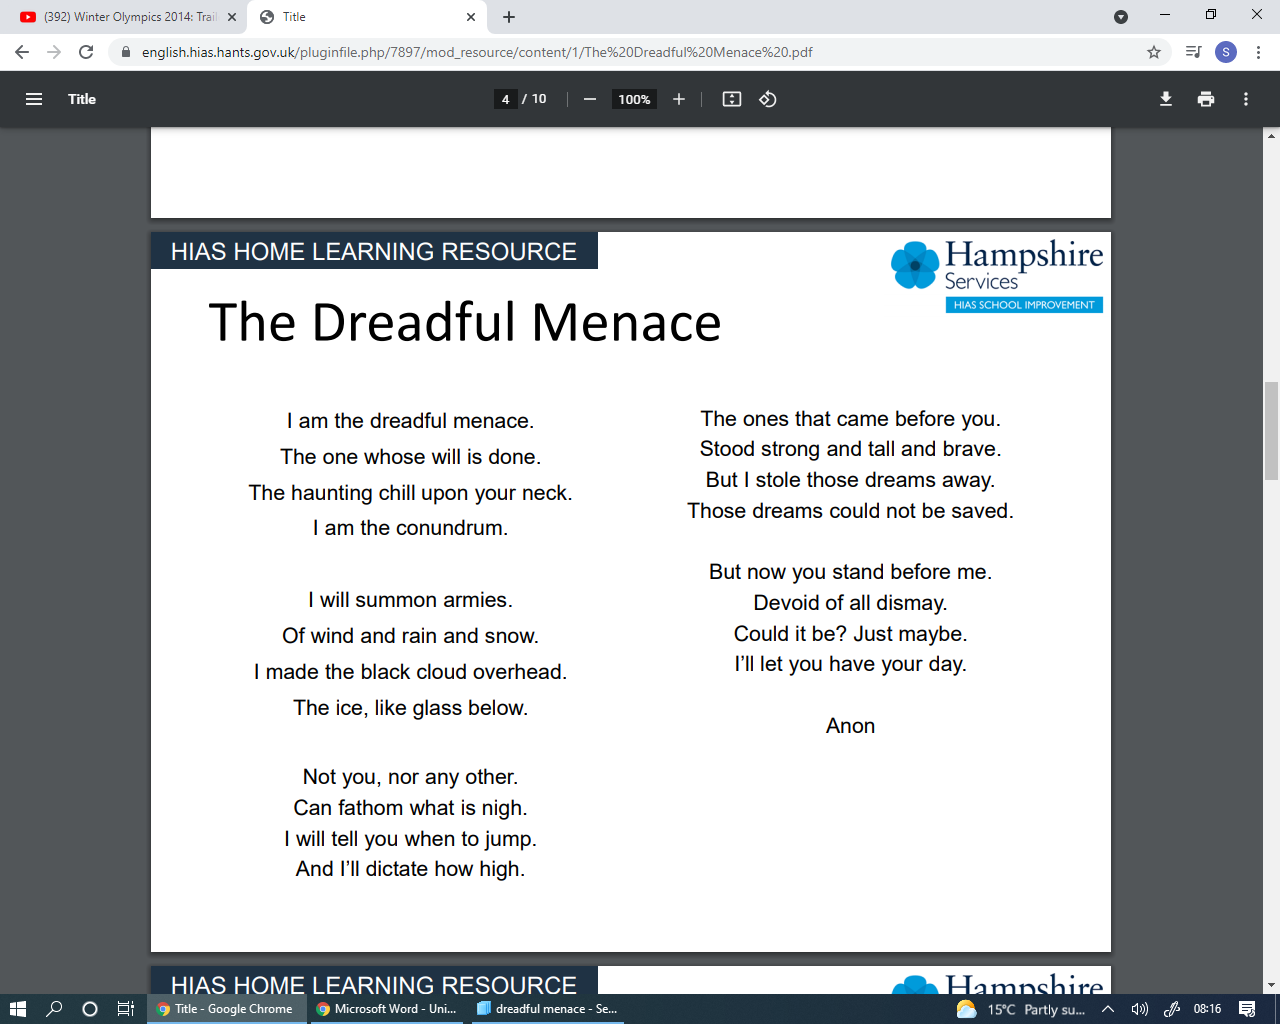 (392) Winter Olympics 2014: Trail
Title
english.hias.hants.gov.uk/pluginfile.php/7897/mod_resource/content/1/The%20Dreadful%20Menace%20.pdf
S
Title
4 / 10
100%
HIAS HOME LEARNING RESOURCE
Hampshire
Services
HIAS SCHOOL IMPROVEMENT
The Dreadful Menace
I am the dreadful menace.
The one whose will is done.
The haunting chill upon your neck.
I am the conundrum.
I will summon armies.
Of wind and rain and snow.
I made the black cloud overhead.
The ice, like glass below.
Not you, nor any other.
Can fathom what is nigh.
I will tell you when to jump.
And I’ll dictate how high.
The ones that came before you.
Stood strong and tall and brave.
But I stole those dreams away.
Those dreams could not be saved.
But now you stand before me.
Devoid of all dismay.
Could it be? Just maybe.
I’ll let you have your day.
Anon
HIAS HOME LEARNING RESOURCE
Hampshire
Title - Google Chrome
Microsoft Word - Uni...
dreadful menace - Se...
15°C Partly su...
08:16